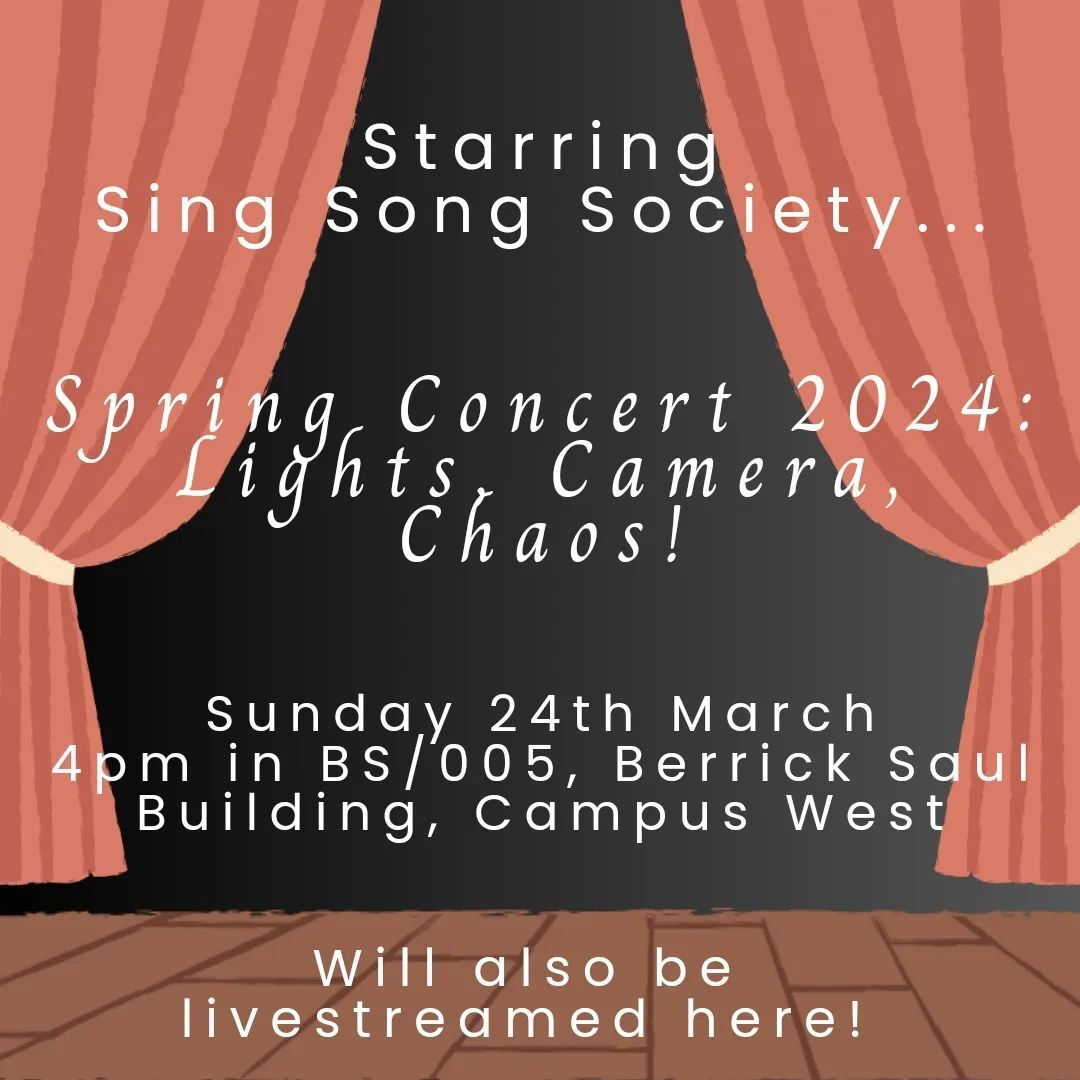 Starring
Sing Song Society...
Spring Concert 2024:
Lights, Camera,
Chaos!
Sunday 24th March
4pm in BS/005, Berrick Saul
Building, Campus West
Will also be
livestreamed here!